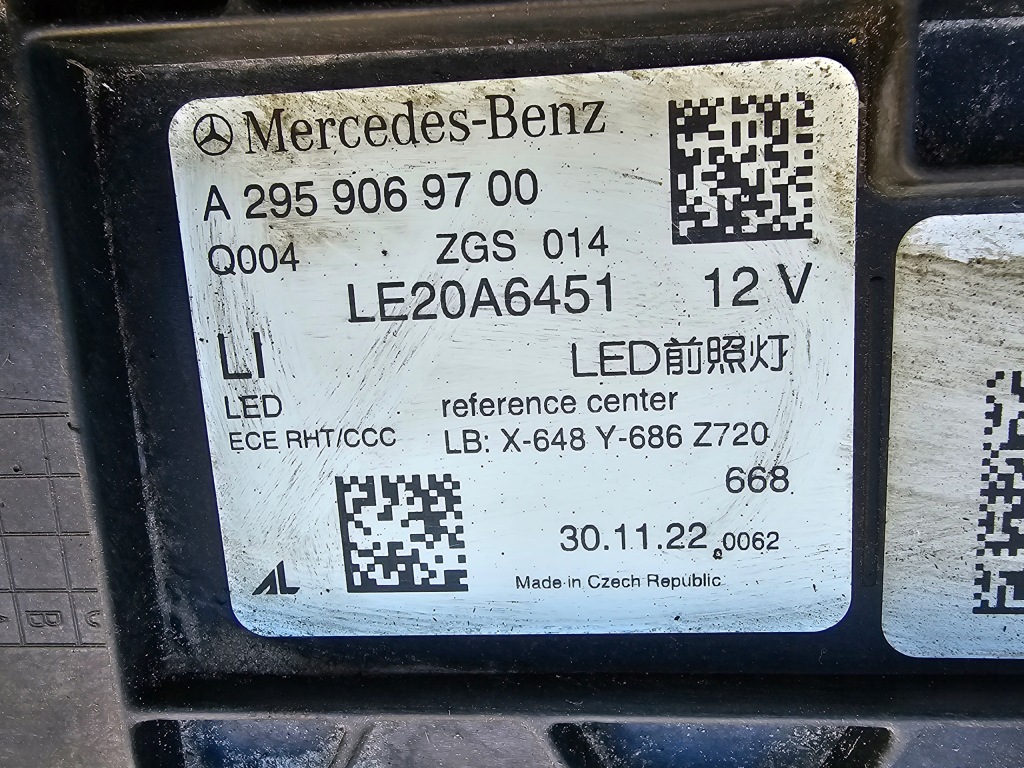 Mercedes-Benz
A 295 906 97 00
Q004 ZGS 014
LE20A6451 12 V
LI LED前照灯
LED reference center
ECE RHT/CCC LB: X-648 Y-686 Z720
668
30.11.22 0062
AL Made in Czech Republic
B